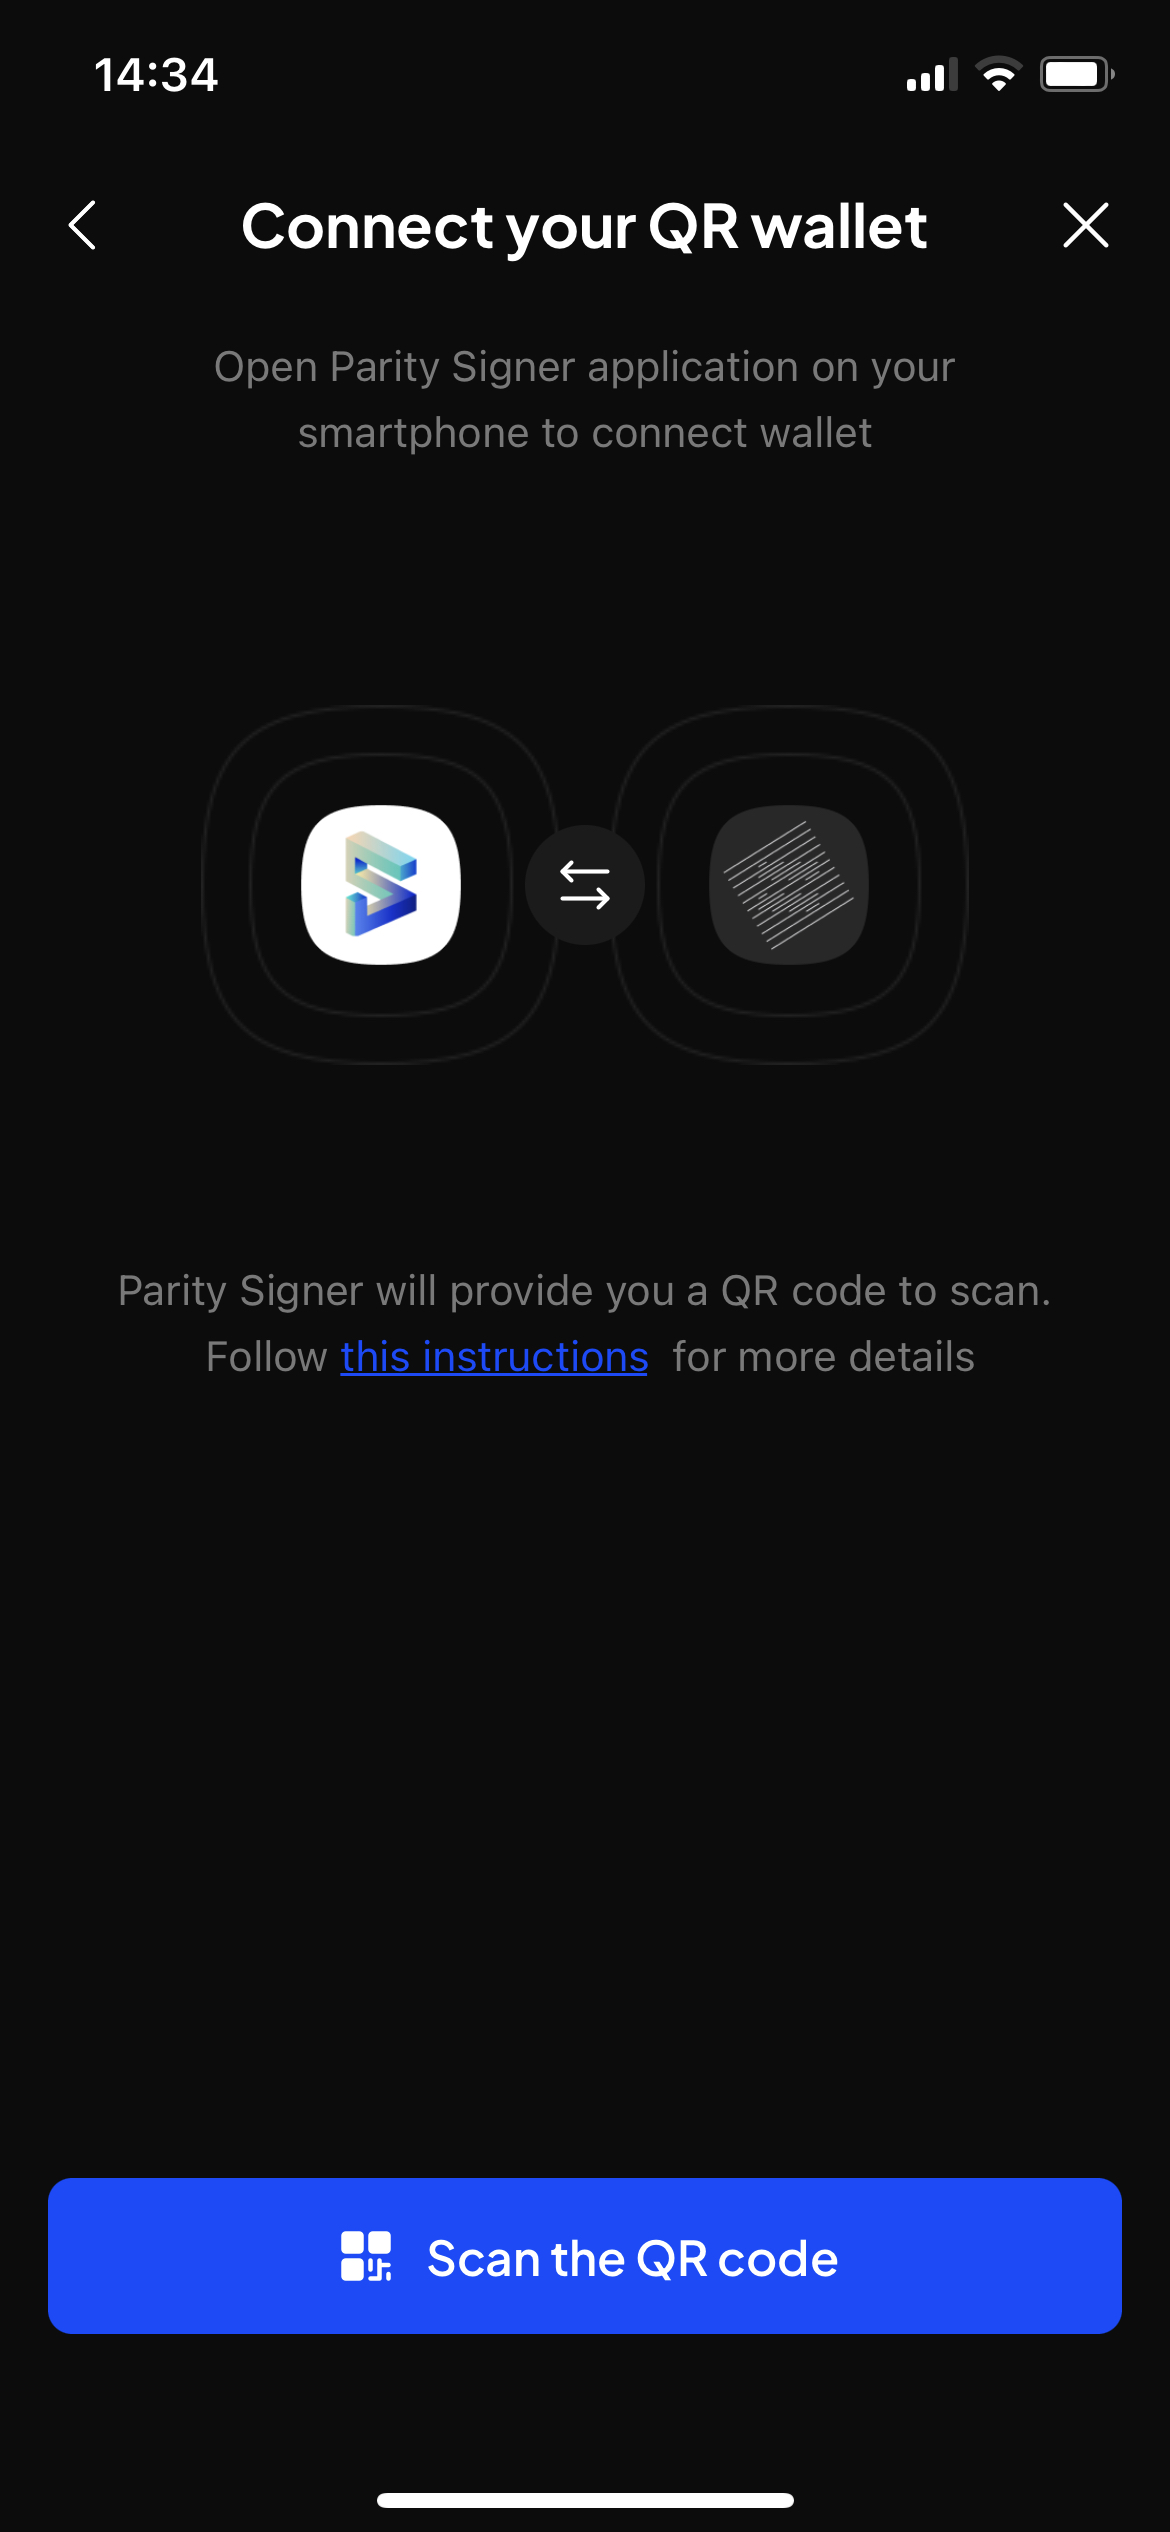 14:34
Connect your QR wallet
Open Parity Signer application on your
smartphone to connect wallet
Parity Signer will provide you a QR code to scan.
Follow this instructions for more details
Scan the QR code